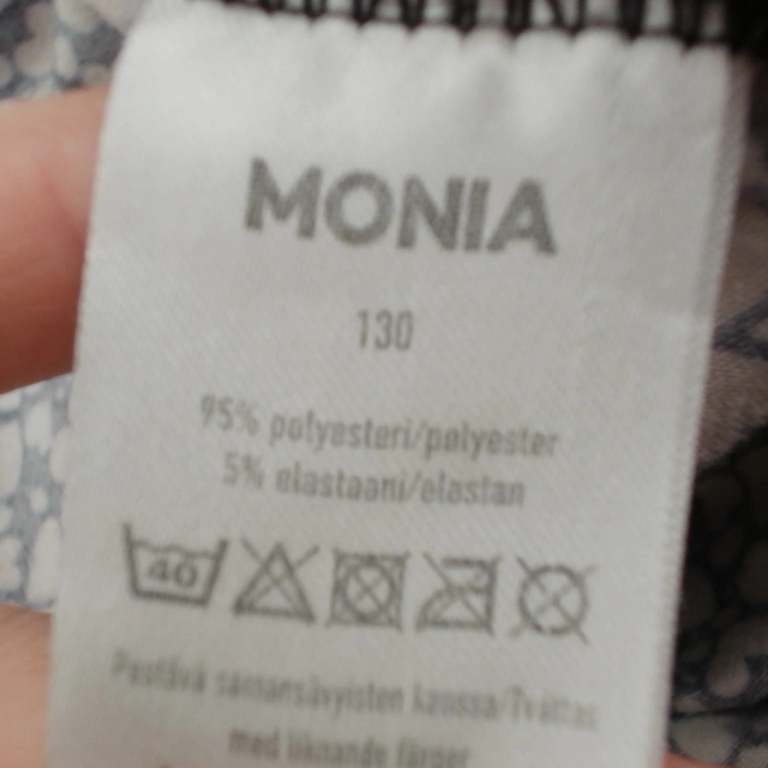 MONIA
130
95% polyesteri/polyester
5% elastaani/elastan
40
Pestävä samansävyisten kanssa/Tvättas
med liknande färger